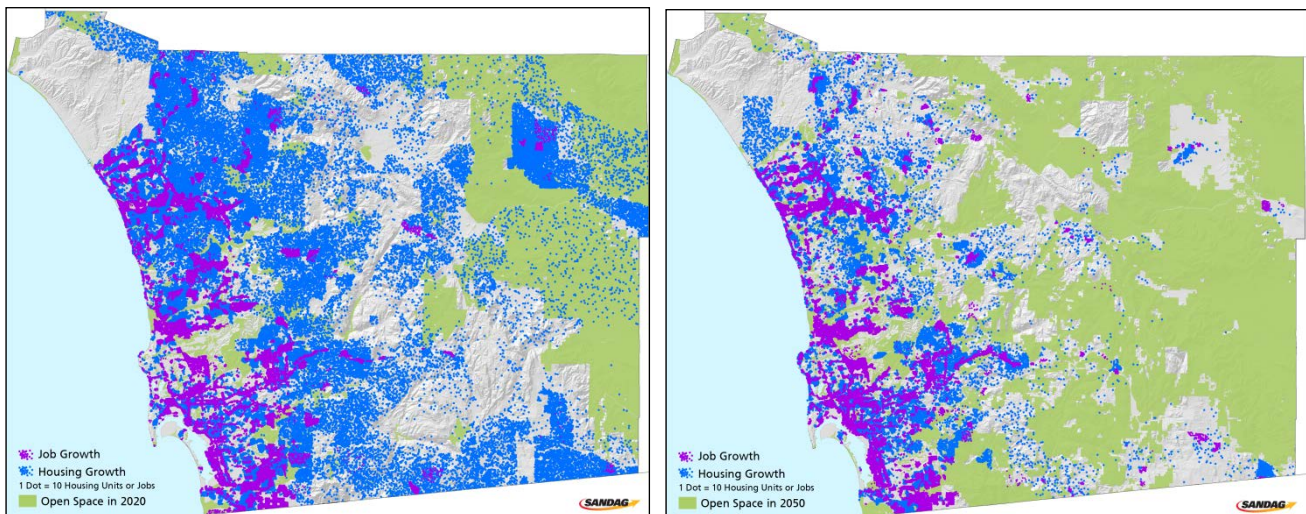 Job Growth
Housing Growth
1 Dot = 10 Housing Units or Jobs
Open Space in 2020
SANDAG
Job Growth
Housing Growth
1 Dot = 10 Housing Units or Jobs
Open Space in 2050
SANDAG